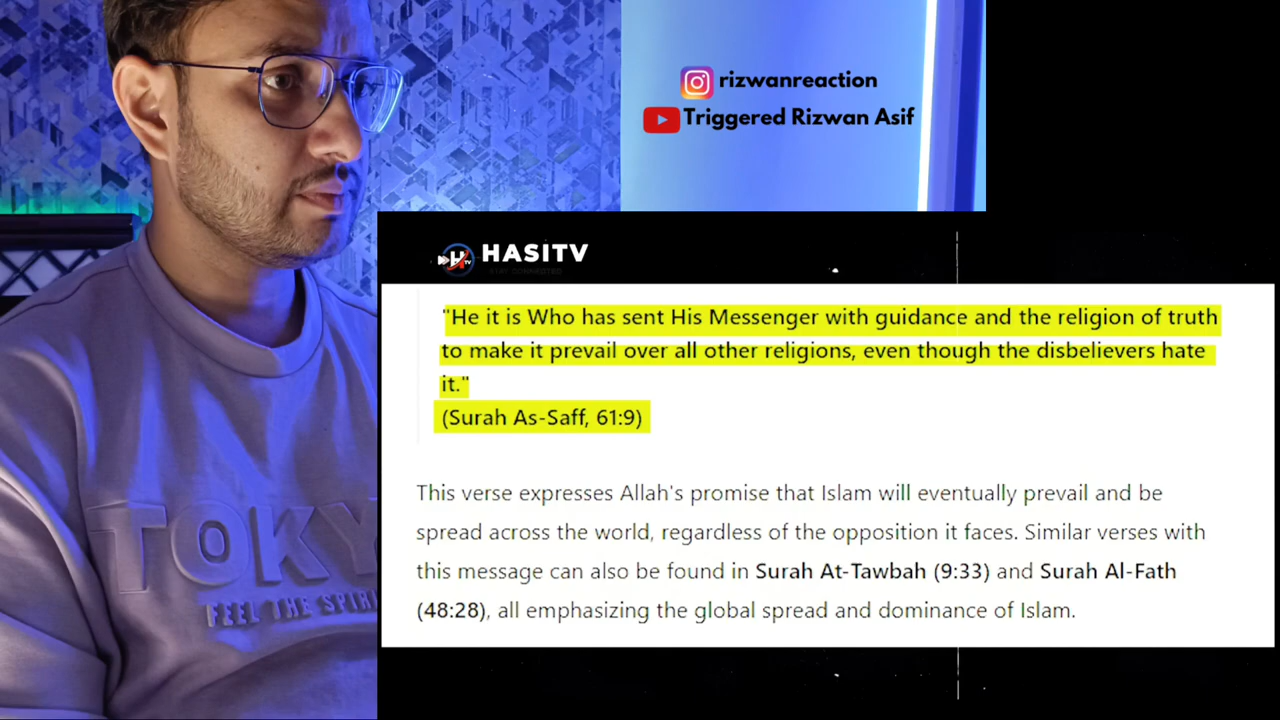 rizwanreaction
Triggered Rizwan Asif
HASITV
STAY CONNECTED
"He it is Who has sent His Messenger with guidance and the religion of truth
to make it prevail over all other religions, even though the disbelievers hate
it."
(Surah As-Saff, 61:9)
This verse expresses Allah's promise that Islam will eventually prevail and be
spread across the world, regardless of the opposition it faces. Similar verses with
this message can also be found in Surah At-Tawbah (9:33) and Surah Al-Fath
(48:28), all emphasizing the global spread and dominance of Islam.
TOKY
FEEL THE SPIRI